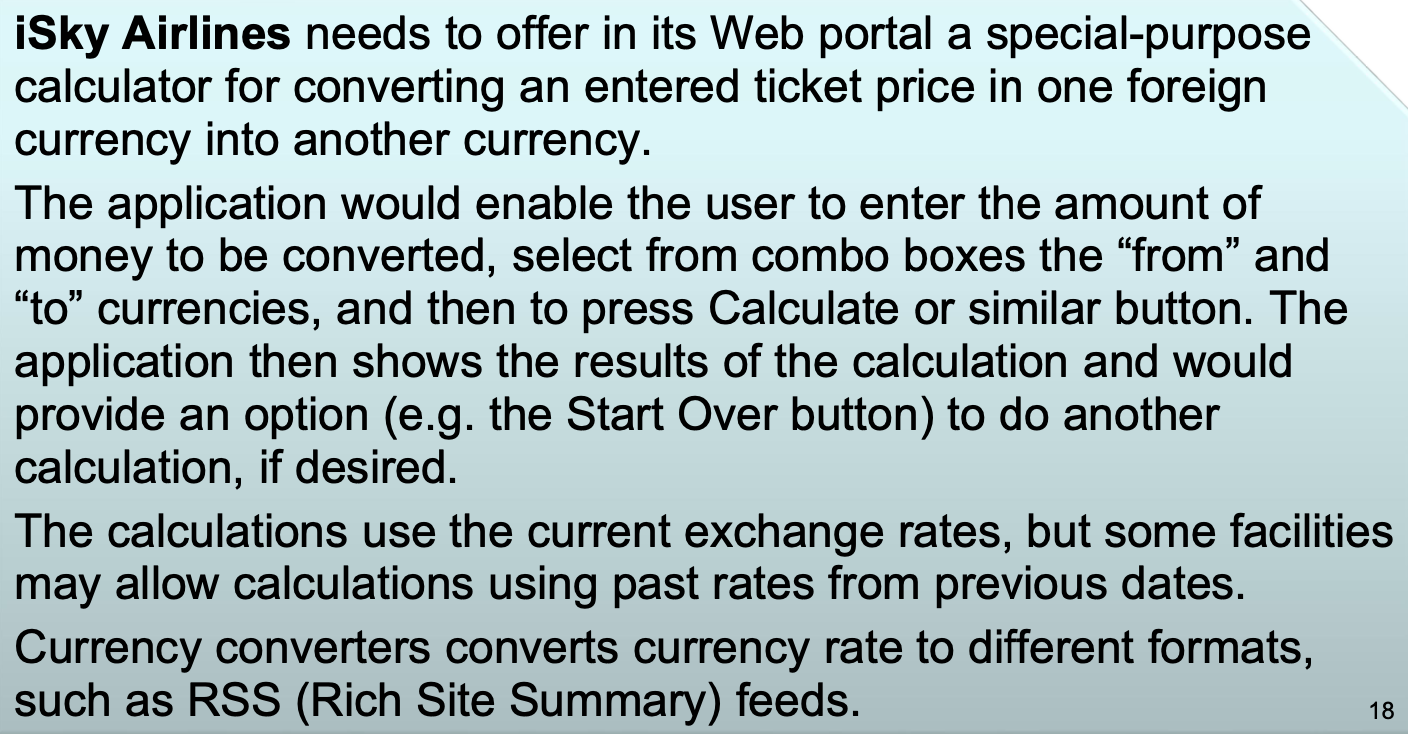 iSky Airlines needs to offer in its Web portal a special-purpose
calculator for converting an entered ticket price in one foreign
currency into another currency.
The application would enable the user to enter the amount of
money to be converted, select from combo boxes the “from” and
“to” currencies, and then to press Calculate or similar button. The
application then shows the results of the calculation and would
provide an option (e.g. the Start Over button) to do another
calculation, if desired.
The calculations use the current exchange rates, but some facilities
may allow calculations using past rates from previous dates.
Currency converters converts currency rate to different formats,
such as RSS (Rich Site Summary) feeds.
18